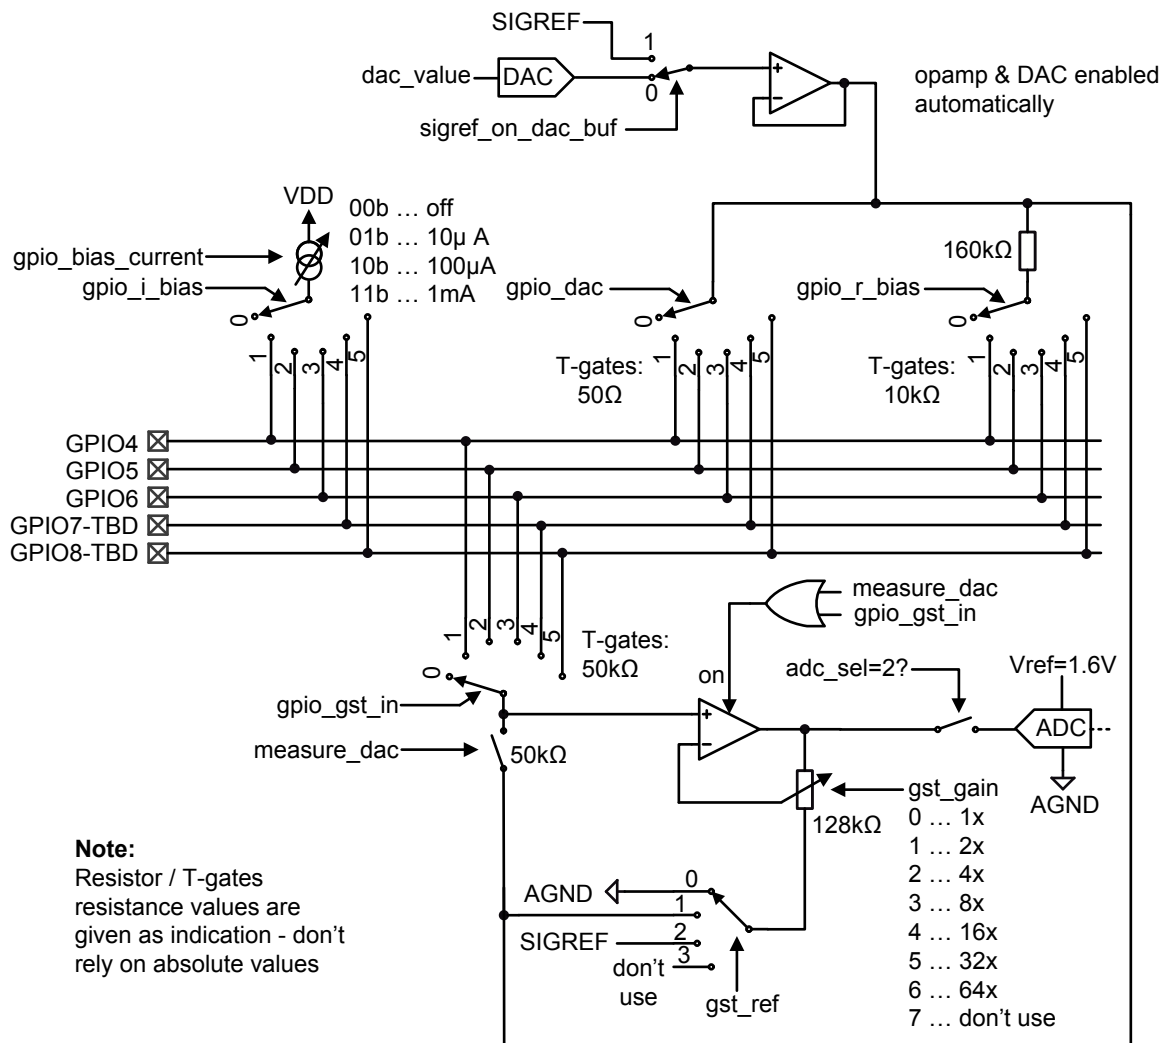 SIGREF
1
dac_value
DAC
0
sigref_on_dac_buf
+
−
opamp & DAC enabled
automatically
VDD
00b … off
01b … 10µ A
10b … 100µA
11b … 1mA
gpio_bias_current
gpio_i_bias
0
1
2
3
4
5
gpio_dac
0
T-gates:
50Ω
1
2
3
4
5
160kΩ
gpio_r_bias
0
T-gates:
10kΩ
1
2
3
4
5
GPIO4
GPIO5
GPIO6
GPIO7-TBD
GPIO8-TBD
1
2
3
4
5
T-gates:
50kΩ
0
gpio_gst_in
measure_dac
50kΩ
measure_dac
gpio_gst_in
on
+
−
adc_sel=2?
Vref=1.6V
ADC
AGND
128kΩ
gst_gain
0 … 1x
1 … 2x
2 … 4x
3 … 8x
4 … 16x
5 … 32x
6 … 64x
7 … don't use
AGND
0
1
SIGREF
2
3
don't
use
gst_ref
Note:
Resistor / T-gates
resistance values are
given as indication - don't
rely on absolute values